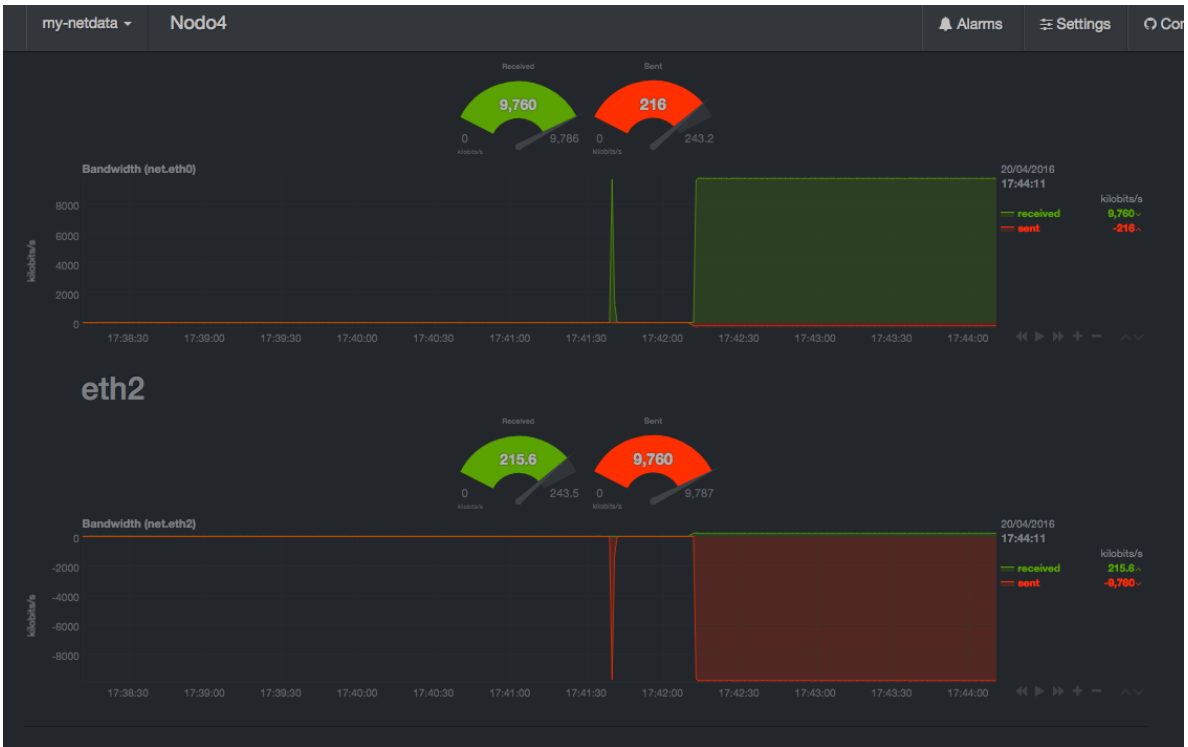 my-netdata Nodo4 Alarms Settings Con
Received Sent
9,760 216
0 9,786 0 243.2
kilobits/s kilobits/s
Bandwidth (net.eth0) 20/04/2016
17:44:11
kilobits/s
received 9,760
sent -216
kilobits/s
8000
6000
4000
2000
0
17:38:30 17:39:00 17:39:30 17:40:00 17:40:30 17:41:00 17:41:30 17:42:00 17:42:30 17:43:00 17:43:30 17:44:00
eth2
Received Sent
215.6 9,760
0 243.5 0 9,787
kilobits/s kilobits/s
Bandwidth (net.eth2) 20/04/2016
17:44:11
kilobits/s
received 215.6
sent -9,760
kilobits/s
0
-2000
-4000
-6000
-8000
17:38:30 17:39:00 17:39:30 17:40:00 17:40:30 17:41:00 17:41:30 17:42:00 17:42:30 17:43:00 17:43:30 17:44:00